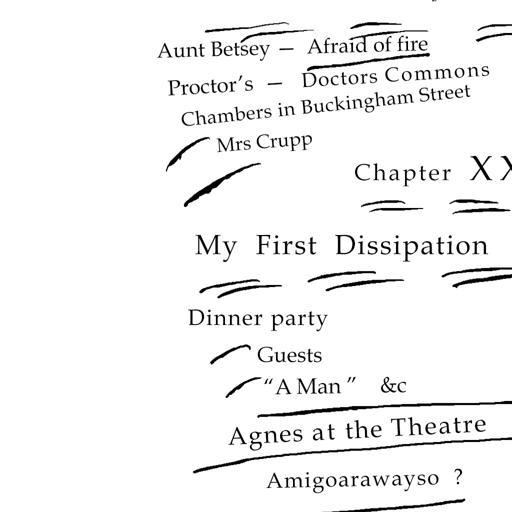 Aunt Betsey — Afraid of fire
Proctor's — Doctors Commons
Chambers in Buckingham Street
Mrs Crupp
Chapter XX
My First Dissipation
Dinner party
Guests
“A Man” &c
Agnes at the Theatre
Amigoarawayso ?